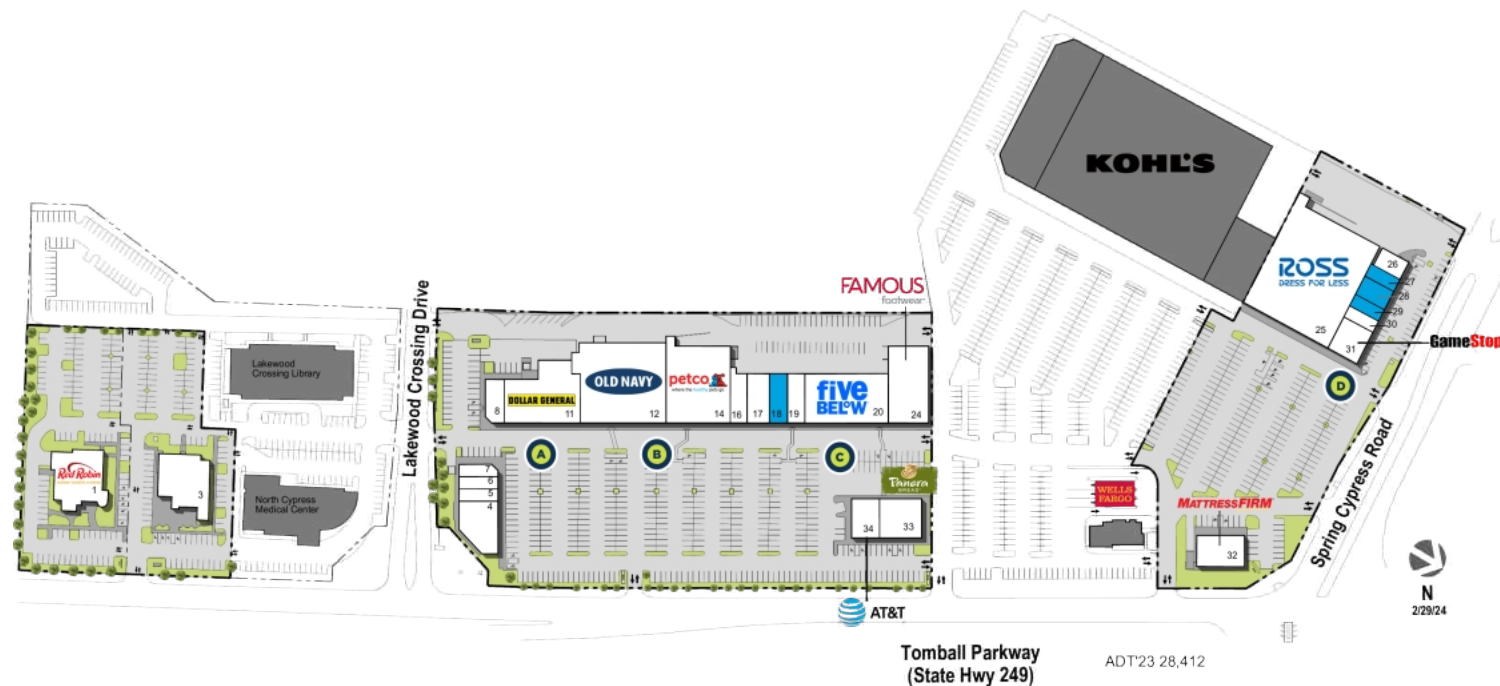 KOHL'S
ROSS
DRESS FOR LESS
26
27
28
29
30
31
25
GameStop
D
Spring Cypress Road
FAMOUS
footwear
Lakewood Crossing Drive
Lakewood
Crossing Library
North Cypress
Medical Center
Red Robin
1
3
8
DOLLAR GENERAL
11
OLD NAVY
12
petco
14
16
17
18
19
five
BELOW
20
24
A
B
C
7
6
5
4
Panera
BREAD
34
33
WELLS
FARGO
MATTRESSFIRM
32
AT&T
N
2/29/24
Tomball Parkway
(State Hwy 249)
ADT'23 28,412